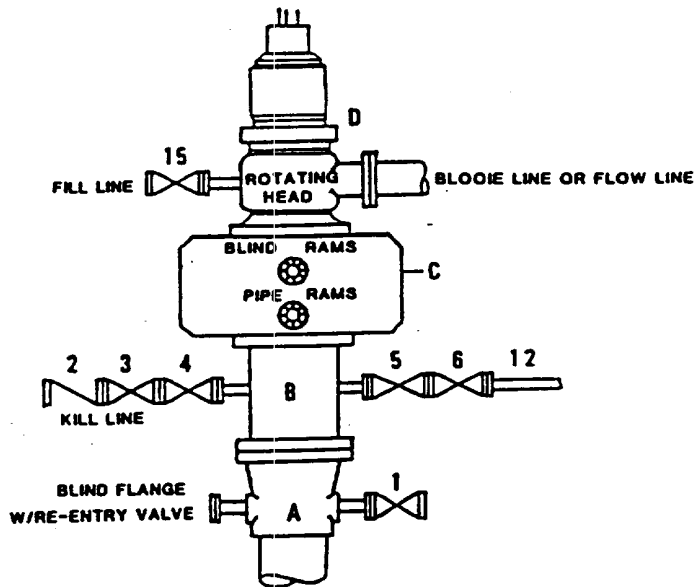 D
15
FILL LINE
ROTATING
HEAD
BLOOIE LINE OR FLOW LINE
BLIND RAMS
C
PIPE RAMS
2 3 4
5 6 12
B
KILL LINE
BLIND FLANGE
W/RE-ENTRY VALVE
A
1